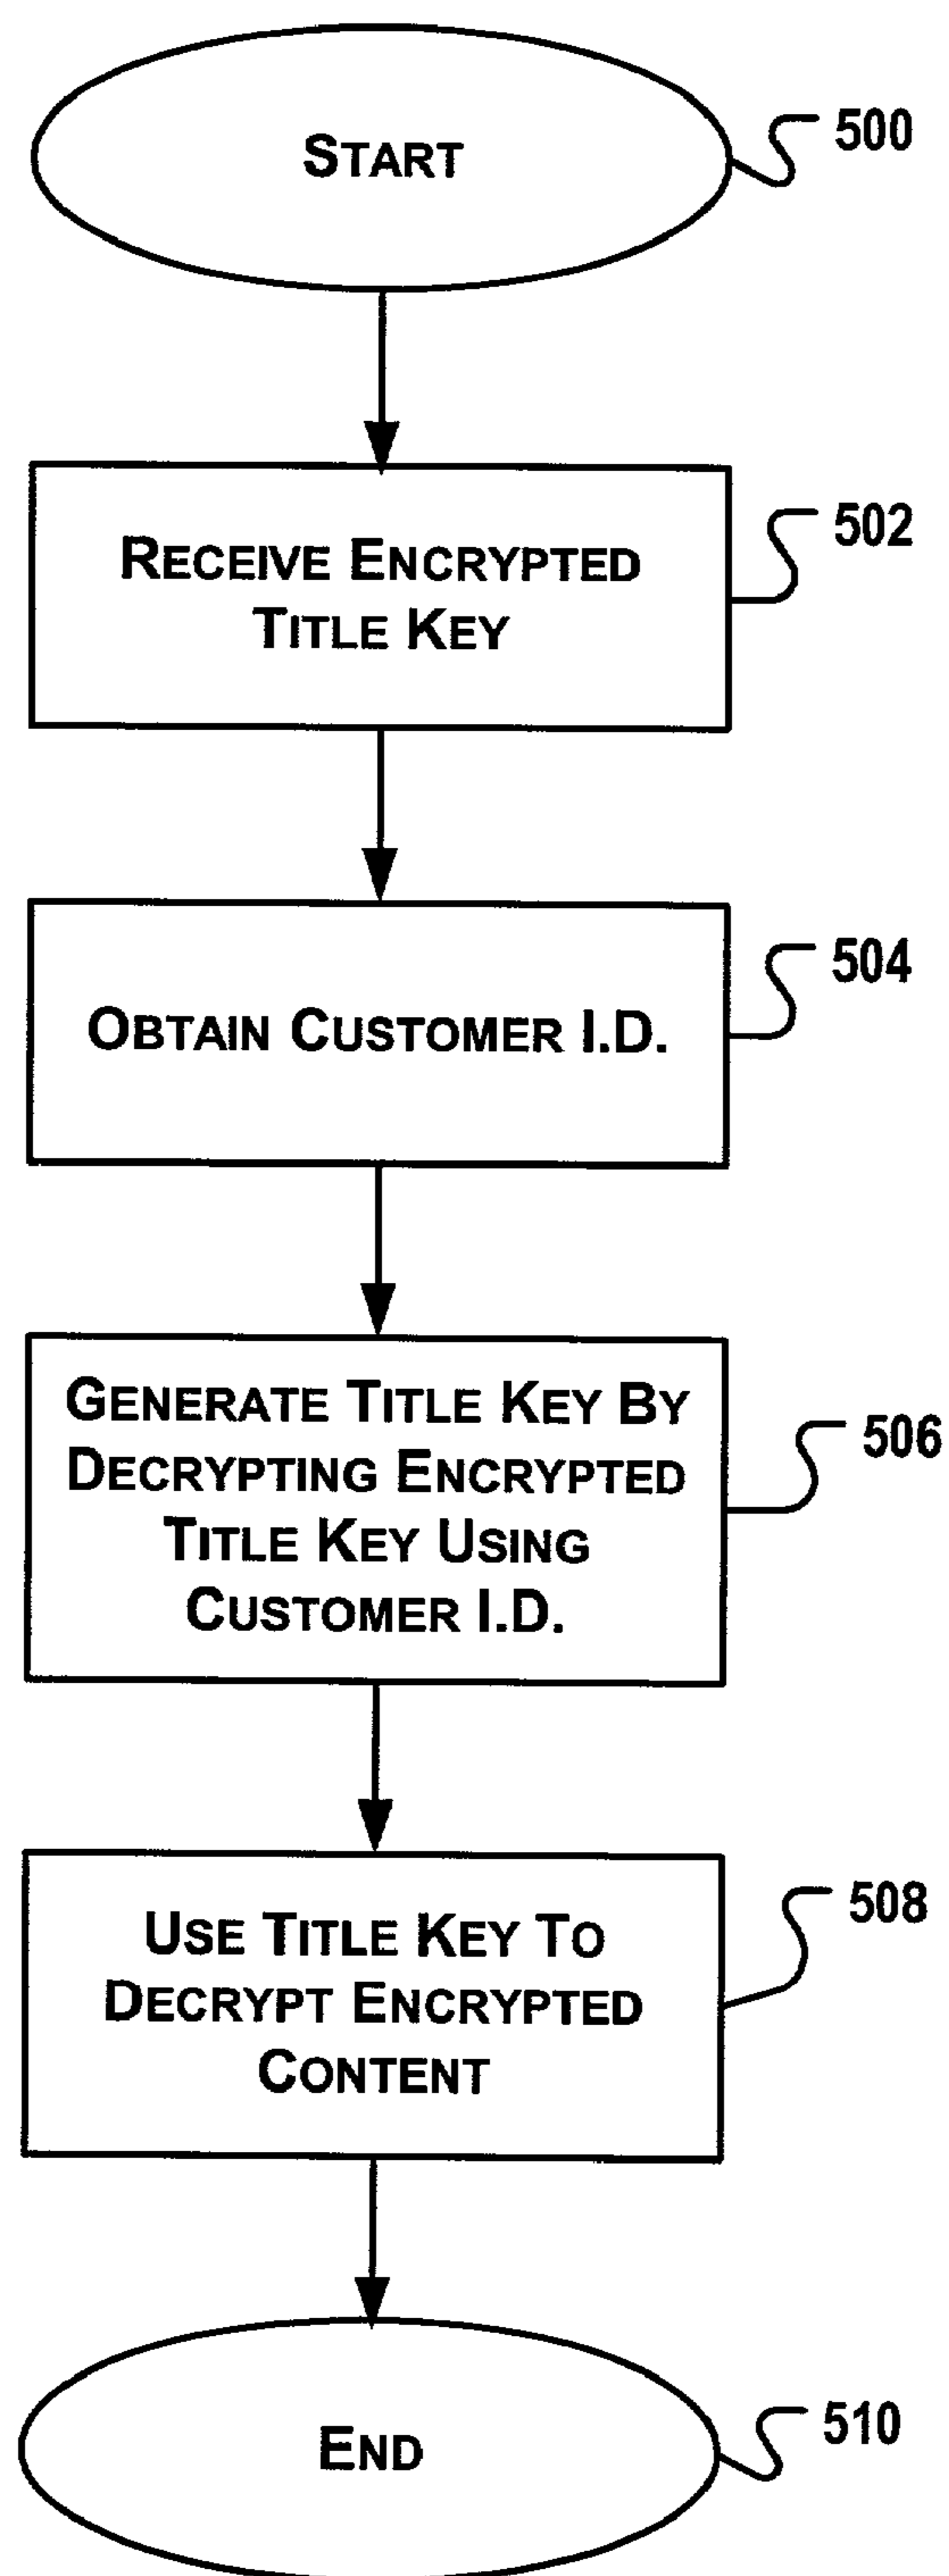 START
500
RECEIVE ENCRYPTED
TITLE KEY
502
OBTAIN CUSTOMER I.D.
504
GENERATE TITLE KEY BY
DECRYPTING ENCRYPTED
TITLE KEY USING
CUSTOMER I.D.
506
USE TITLE KEY TO
DECRYPT ENCRYPTED
CONTENT
508
END
510